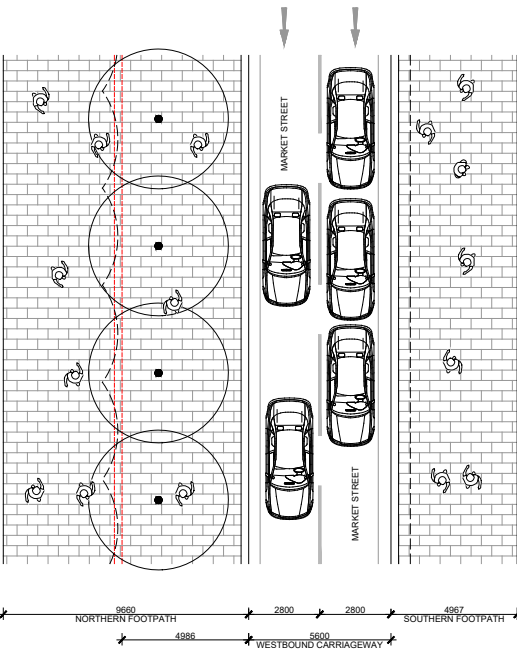 MARKET STREET
MARKET STREET
9660
2800
2800
4967
NORTHERN FOOTPATH
SOUTHERN FOOTPATH
4986
5600
WESTBOUND CARRIAGEWAY